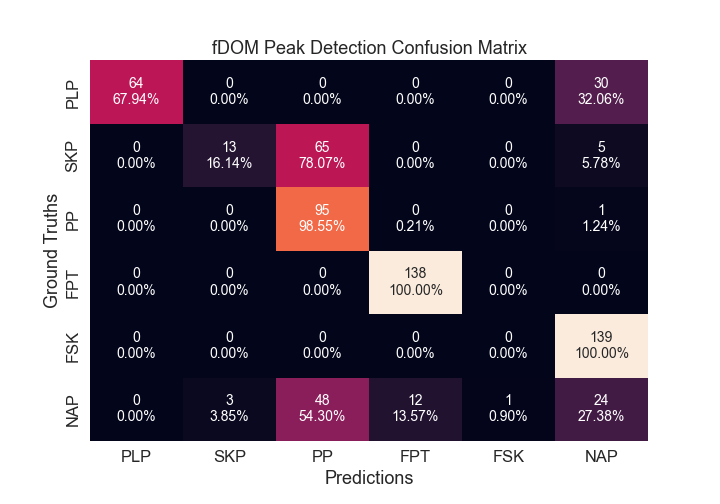 fDOM Peak Detection Confusion Matrix
Ground Truths
PLP
64 0 0 0 0 30
67.94% 0.00% 0.00% 0.00% 0.00% 32.06%
SKP
0 13 65 0 0 5
0.00% 16.14% 78.07% 0.00% 0.00% 5.78%
PP
0 0 95 0 0 1
0.00% 0.00% 98.55% 0.21% 0.00% 1.24%
FPT
0 0 0 138 0 0
0.00% 0.00% 0.00% 100.00% 0.00% 0.00%
FSK
0 0 0 0 0 139
0.00% 0.00% 0.00% 0.00% 0.00% 100.00%
NAP
0 3 48 12 1 24
0.00% 3.85% 54.30% 13.57% 0.90% 27.38%
PLP SKP PP FPT FSK NAP
Predictions